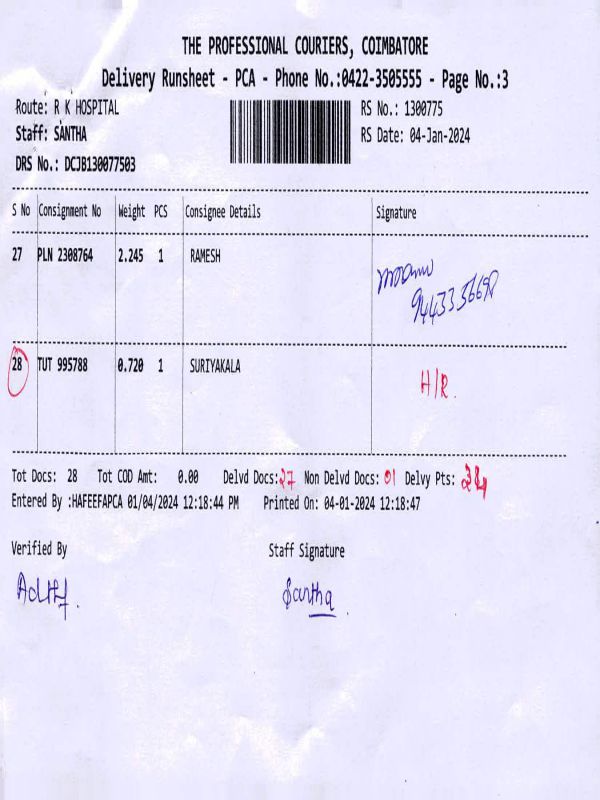 THE PROFESSIONAL COURIERS, COIMBATORE
Delivery Runsheet - PCA - Phone No.:0422-3505555 - Page No.:3
Route: R K HOSPITAL RS No.: 1300775
Staff: SANTHA RS Date: 04-Jan-2024
DRS No.: DCJB130077503
S No Consignment No Weight PCS Consignee Details Signature
27 PLN 2308764 2.245 1 RAMESH
28 TUT 995788 0.720 1 SURIYAKALA H/R.
Tot Docs: 28 Tot COD Amt: 0.00 Delvd Docs: 27 Non Delvd Docs: 01 Delvy Pts:
Entered By :HAFEEFAPCA 01/04/2024 12:18:44 PM Printed On: 04-01-2024 12:18:47
Verified By Staff Signature
Santha